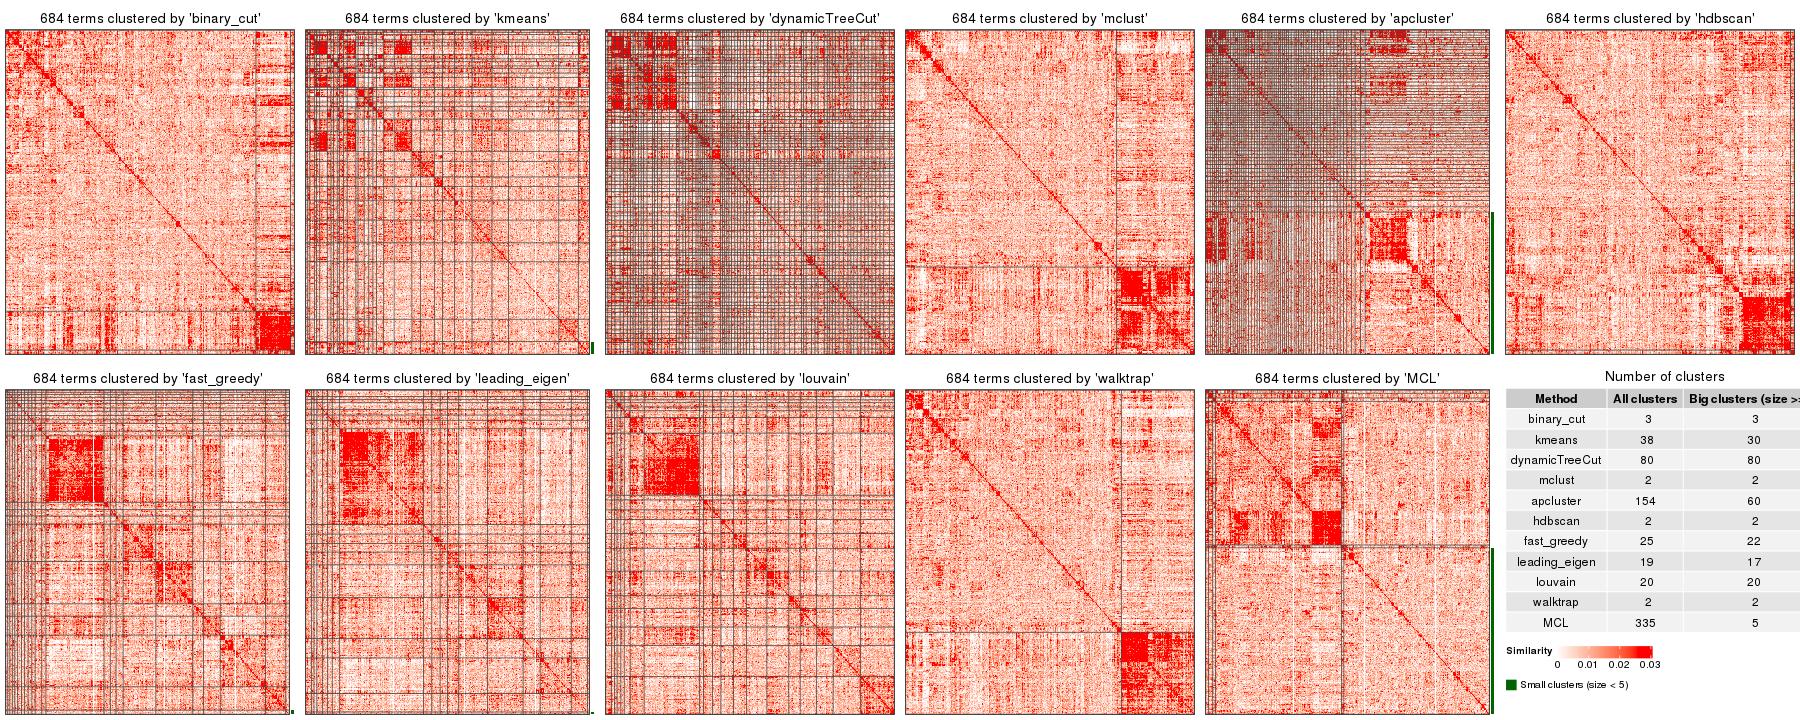 684 terms clustered by 'binary_cut'
684 terms clustered by 'kmeans'
684 terms clustered by 'dynamicTreeCut'
684 terms clustered by 'mclust'
684 terms clustered by 'apcluster'
684 terms clustered by 'hdbscan'
684 terms clustered by 'fast_greedy'
684 terms clustered by 'leading_eigen'
684 terms clustered by 'louvain'
684 terms clustered by 'walktrap'
684 terms clustered by 'MCL'
Number of clusters
Method All clusters Big clusters (size >=
binary_cut 3 3
kmeans 38 30
dynamicTreeCut 80 80
mclust 2 2
apcluster 154 60
hdbscan 2 2
fast_greedy 25 22
leading_eigen 19 17
louvain 20 20
walktrap 2 2
MCL 335 5
Similarity
0 0.01 0.02 0.03
Small clusters (size < 5)